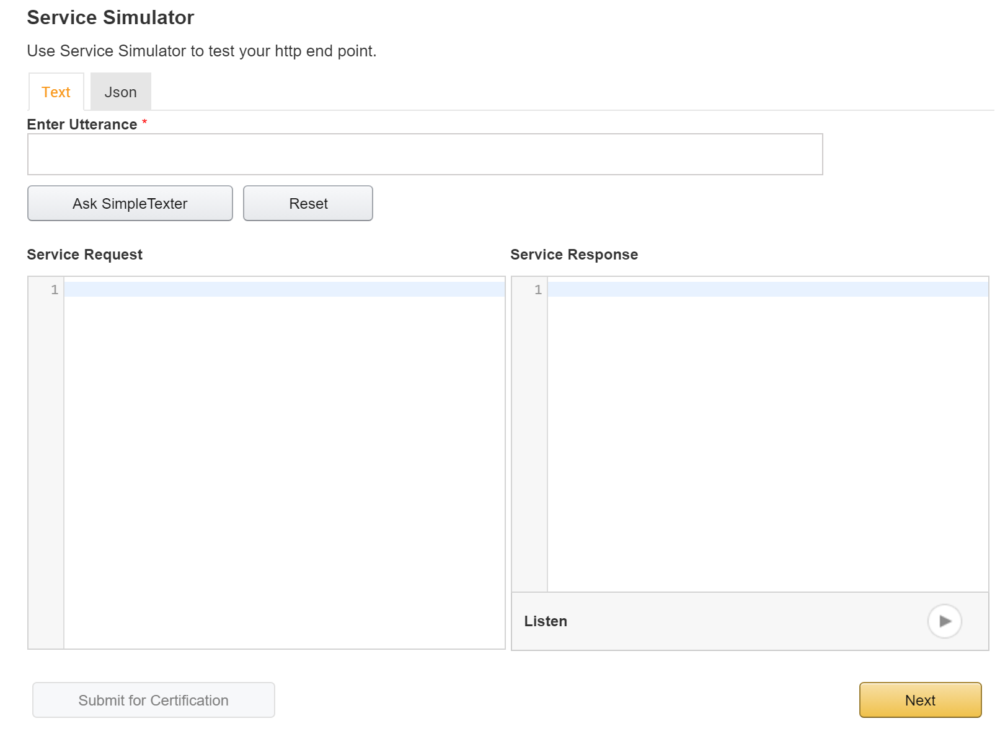 Service Simulator
Use Service Simulator to test your http end point.
Text Json
Enter Utterance *
Ask SimpleTexter Reset
Service Request Service Response
1 1
Listen
Submit for Certification Next